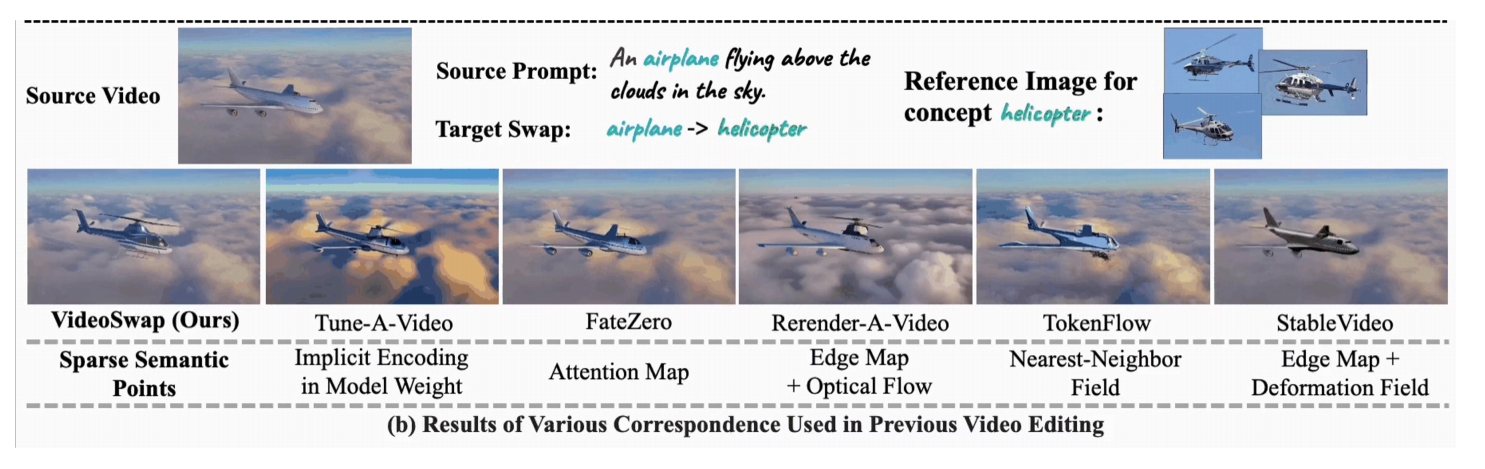 Source Video
Source Prompt: An airplane flying above the
clouds in the sky.
Target Swap: airplane -> helicopter
Reference Image for
concept helicopter :
VideoSwap (Ours)
Tune-A-Video
FateZero
Rerender-A-Video
TokenFlow
StableVideo
Sparse Semantic
Points
Implicit Encoding
in Model Weight
Attention Map
Edge Map
+ Optical Flow
Nearest-Neighbor
Field
Edge Map +
Deformation Field
(b) Results of Various Correspondence Used in Previous Video Editing